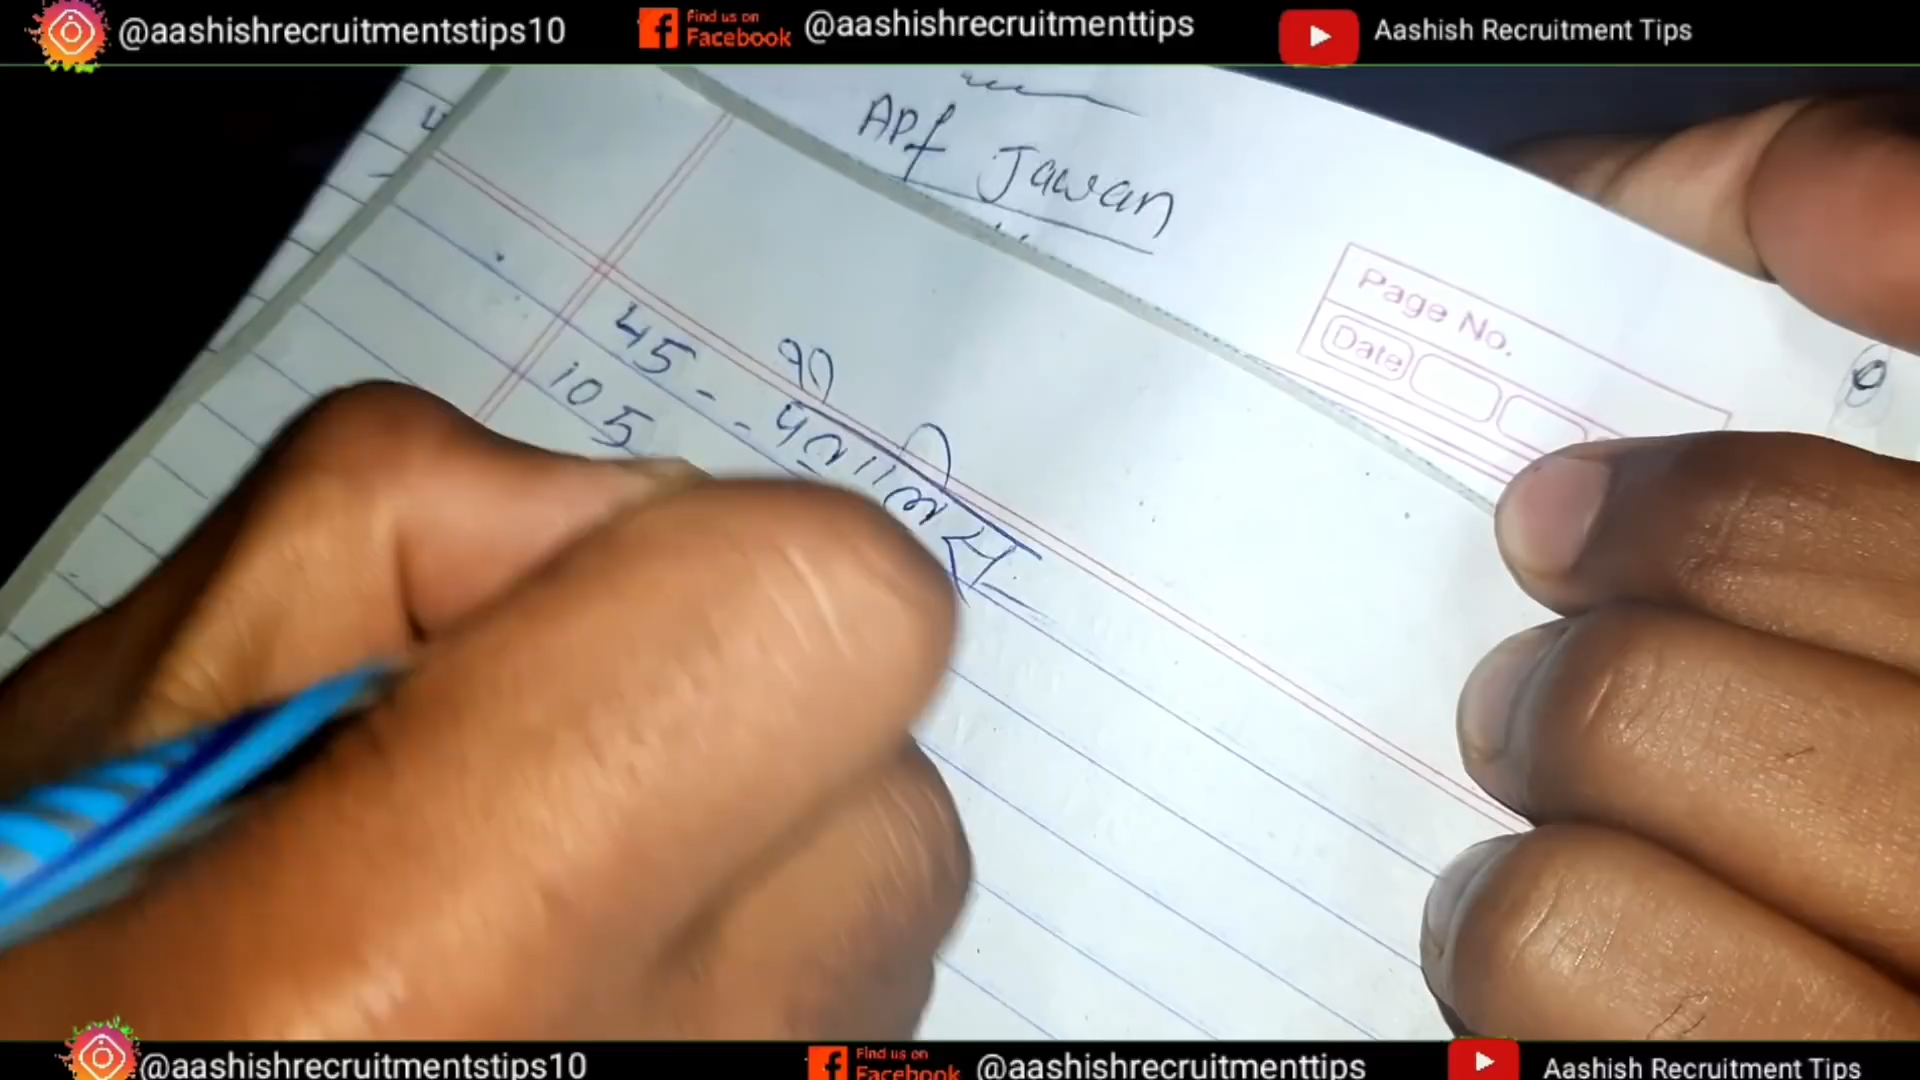 @aashishrecruitmentstips10 Find us on Facebook @aashishrecruitmenttips Aashish Recruitment Tips
APf Jawan
Page No.
Date
45 -
105
@aashishrecruitmentstips10 Find us on Facebook @aashishrecruitmenttips Aashish Recruitment Tips